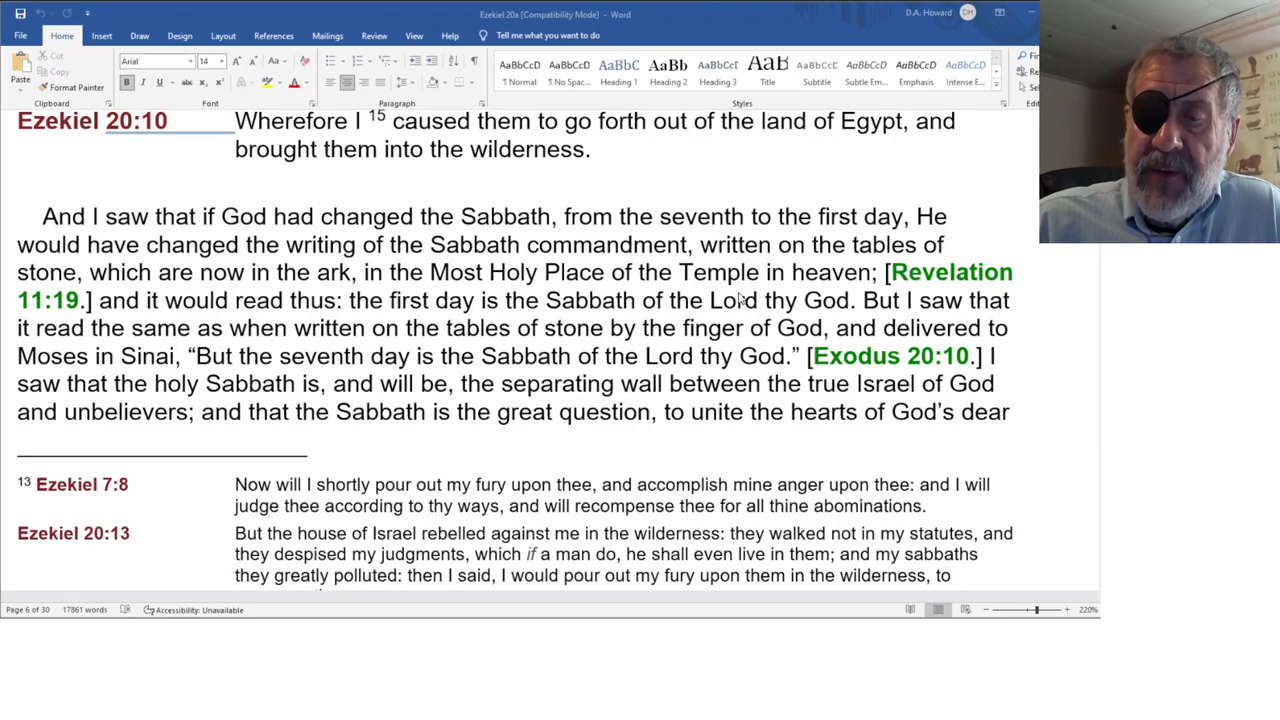 Ezekiel 20a [Compatibility Mode] - Word
D.A. Howard DH
File Home Insert Draw Design Layout References Mailings Review View Help Tell me what you want to do
Paste
Cut
Copy
Format Painter
Clipboard
Arial 14
Font
Paragraph
AaBbCcD AaBbCcD AaBbC AaBb AaBbCcD AaB AaBbCcD AaBbCcD AaBbCcD AaBbCcD
¶ Normal ¶ No Spac... Heading 1 Heading 2 Heading 3 Title Subtitle Subtle Em... Emphasis Intense E...
Styles
Ezekiel 20:10 Wherefore I 15 caused them to go forth out of the land of Egypt, and
brought them into the wilderness.
And I saw that if God had changed the Sabbath, from the seventh to the first day, He
would have changed the writing of the Sabbath commandment, written on the tables of
stone, which are now in the ark, in the Most Holy Place of the Temple in heaven; [Revelation
11:19.] and it would read thus: the first day is the Sabbath of the Lord thy God. But I saw that
it read the same as when written on the tables of stone by the finger of God, and delivered to
Moses in Sinai, “But the seventh day is the Sabbath of the Lord thy God.” [Exodus 20:10.] I
saw that the holy Sabbath is, and will be, the separating wall between the true Israel of God
and unbelievers; and that the Sabbath is the great question, to unite the hearts of God’s dear
13 Ezekiel 7:8 Now will I shortly pour out my fury upon thee, and accomplish mine anger upon thee: and I will
judge thee according to thy ways, and will recompense thee for all thine abominations.
Ezekiel 20:13 But the house of Israel rebelled against me in the wilderness: they walked not in my statutes, and
they despised my judgments, which if a man do, he shall even live in them; and my sabbaths
they greatly polluted: then I said, I would pour out my fury upon them in the wilderness, to
Page 6 of 30 17861 words Accessibility: Unavailable 220%